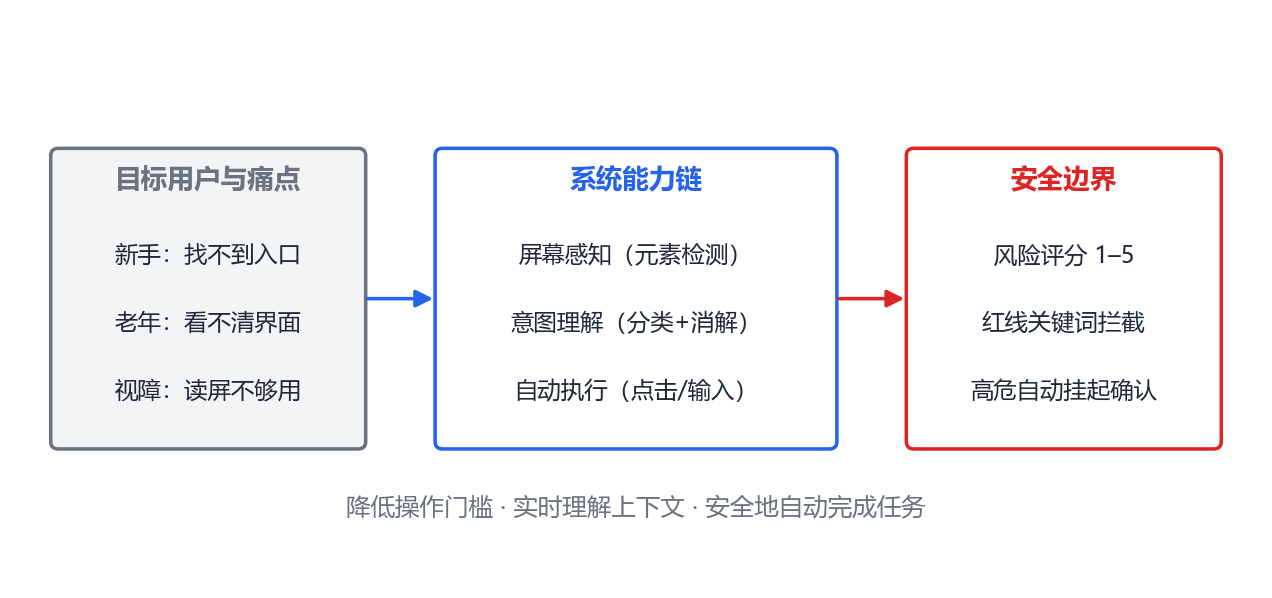 目标用户与痛点
新手：找不到入口
老年：看不清界面
视障：读屏不够用
系统能力链
屏幕感知（元素检测）
意图理解（分类+消解）
自动执行（点击/输入）
安全边界
风险评分 1–5
红线关键词拦截
高危自动挂起确认
降低操作门槛 · 实时理解上下文 · 安全地自动完成任务